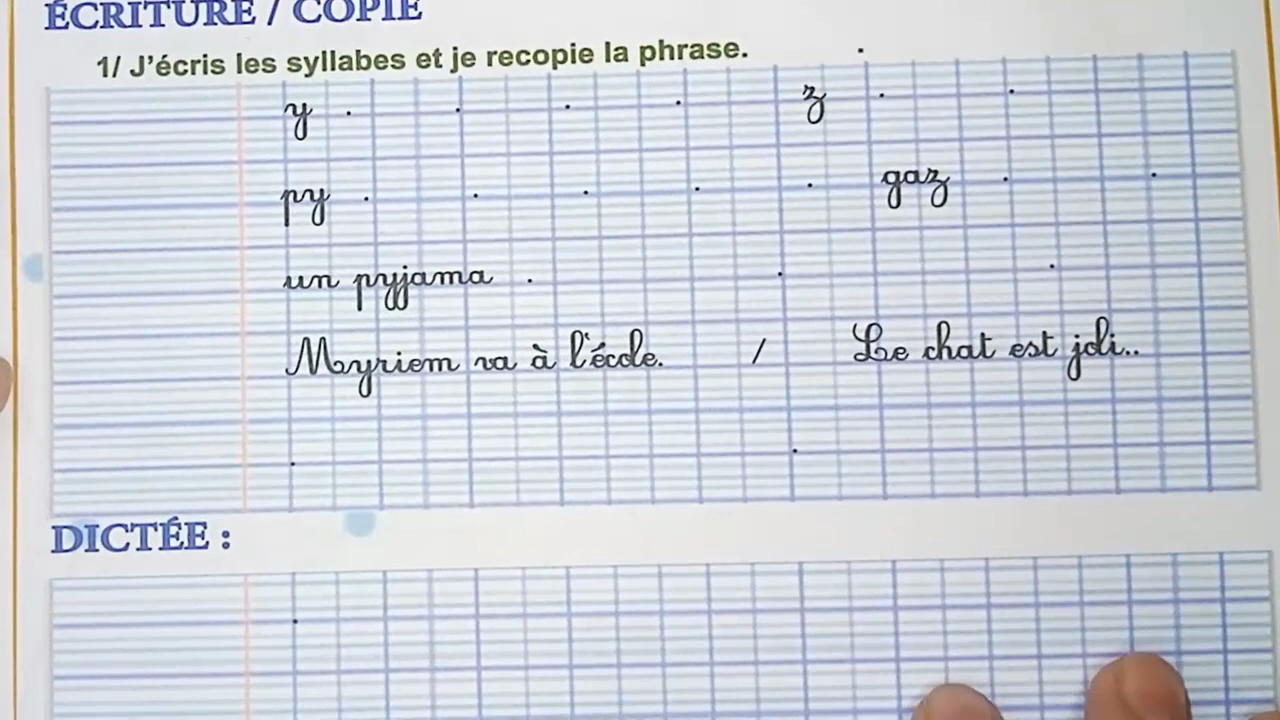 ÉCRITURE / COPIE
1/ J'écris les syllabes et je recopie la phrase.
y . . . . z . .
py . . . . . gaz . .
un pyjama . . .
Myriem va à l'école. / Le chat est joli..
. .
DICTÉE :
.